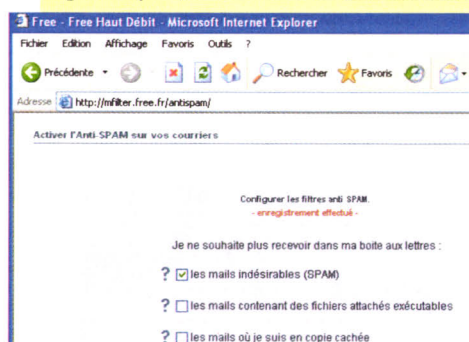 Free - Free Haut Débit - Microsoft Internet Explorer
Fichier Edition Affichage Favoris Outils ?
Précédente Rechercher Favoris
Adresse http://mfilter.free.fr/antispam/
Activer l'Anti-SPAM sur vos courriers
Configurer les filtres anti SPAM.
- enregistrement effectué -
Je ne souhaite plus recevoir dans ma boite aux lettres :
? les mails indésirables (SPAM)
? les mails contenant des fichiers attachés exécutables
? les mails où je suis en copie cachée